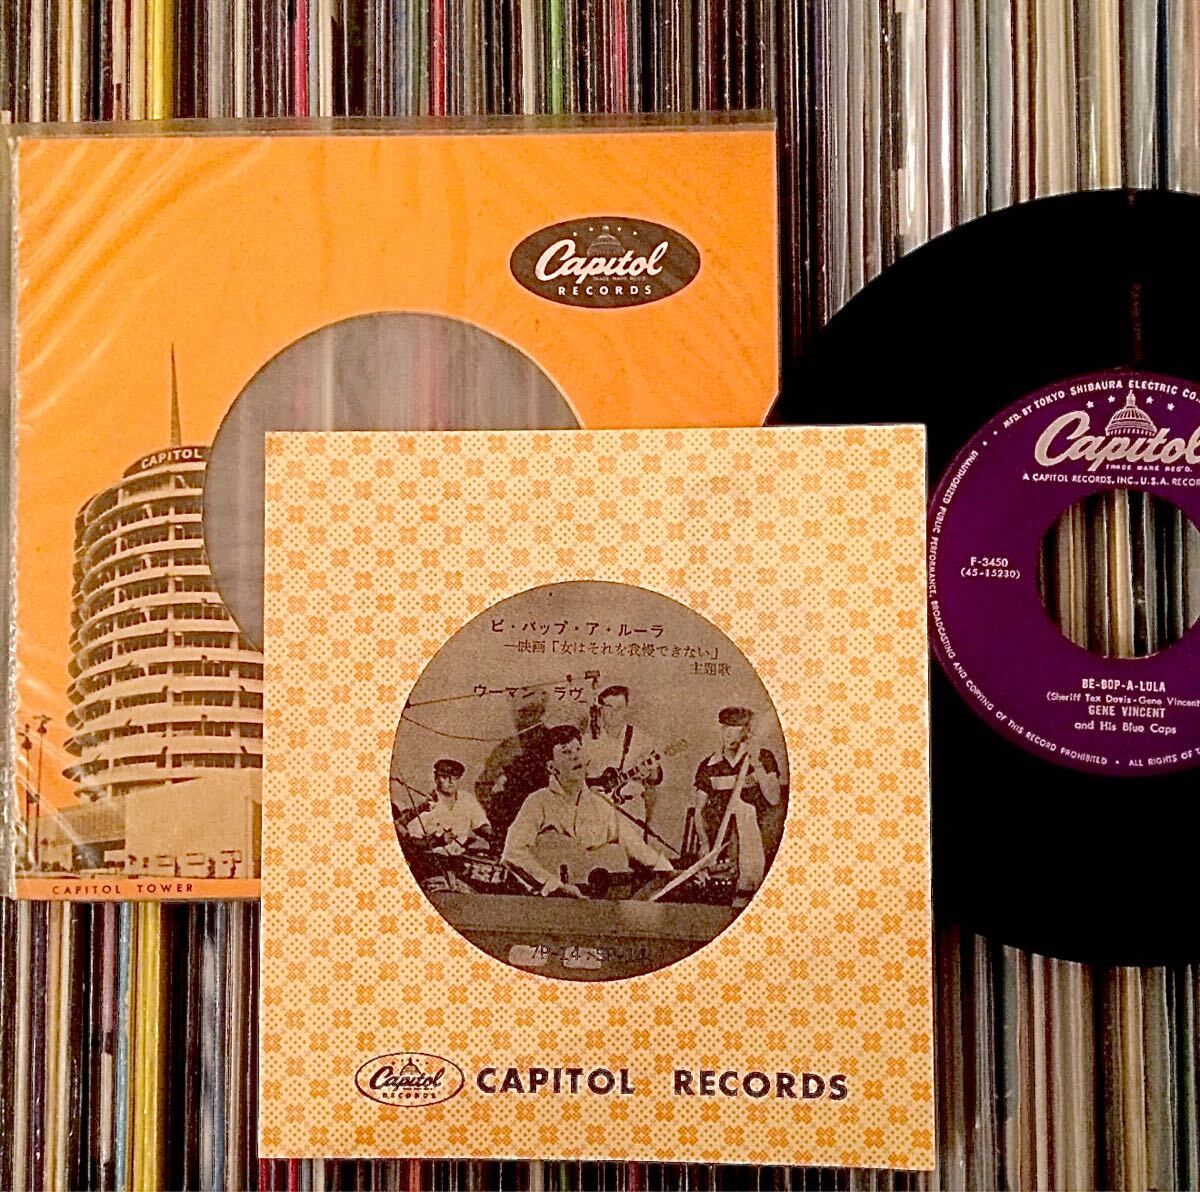 Capitol
TRADE MARK REG'D.
RECORDS
CAPITOL
CAPITOL TOWER
ビ・バップ・ア・ルーラ
—映画「女はそれを我慢できない」
主題歌
ウーマン・ラヴ
7P-14・SP-14
Capitol
RECORDS
CAPITOL RECORDS
MFD. BY TOKYO SHIBAURA ELECTRIC CO.,
Capitol
TRADE MARK REG'D.
A CAPITOL RECORDS, INC., U.S.A. RECOR
F-3450
(45-15230)
BE-BOP-A-LULA
(Sheriff Tex Davis-Gene Vincent
GENE VINCENT
and His Blue Caps
UNAUTHORIZED PUBLIC PERFORMANCE, BROADCASTING AND COPYING OF THIS RECORD PROHIBITED • ALL RIGHTS OF T